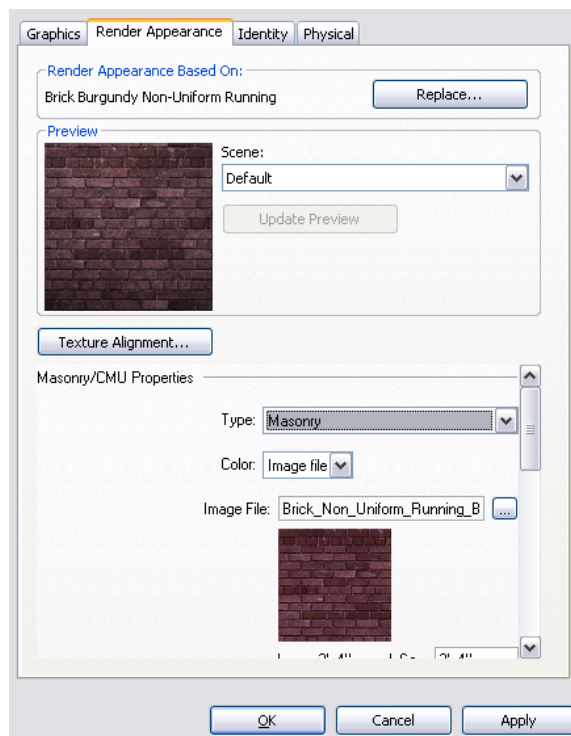 Graphics Render Appearance Identity Physical
Render Appearance Based On:
Brick Burgundy Non-Uniform Running Replace...
Preview
Scene:
Default
Update Preview
Texture Alignment...
Masonry/CMU Properties
Type: Masonry
Color: Image file
Image File: Brick_Non_Uniform_Running_B ...
OK Cancel Apply